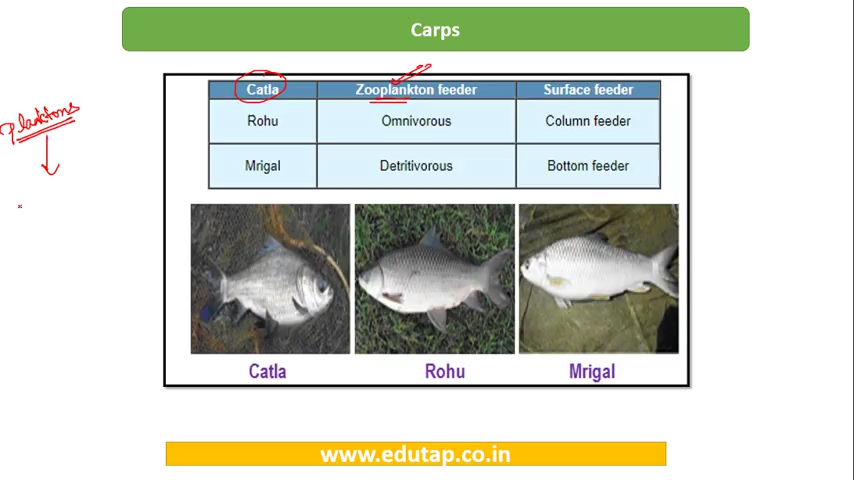 Carps
Catla Zooplankton feeder Surface feeder
Rohu Omnivorous Column feeder
Mrigal Detritivorous Bottom feeder
planktons
Catla Rohu Mrigal
www.edutap.co.in